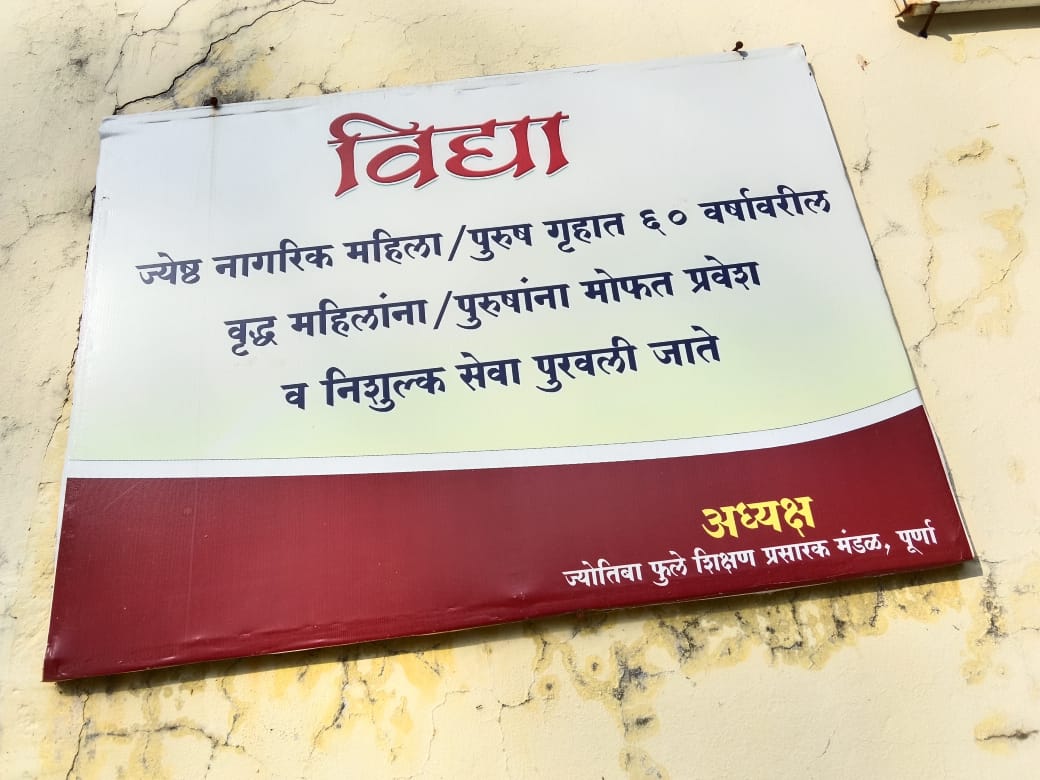 विद्या
ज्येष्ठ नागरिक महिला/पुरुष गृहात ६० वर्षावरील
वृद्ध महिलांना/पुरुषांना मोफत प्रवेश
व निशुल्क सेवा पुरवली जाते
अध्यक्ष
ज्योतिबा फुले शिक्षण प्रसारक मंडळ, पूर्णा